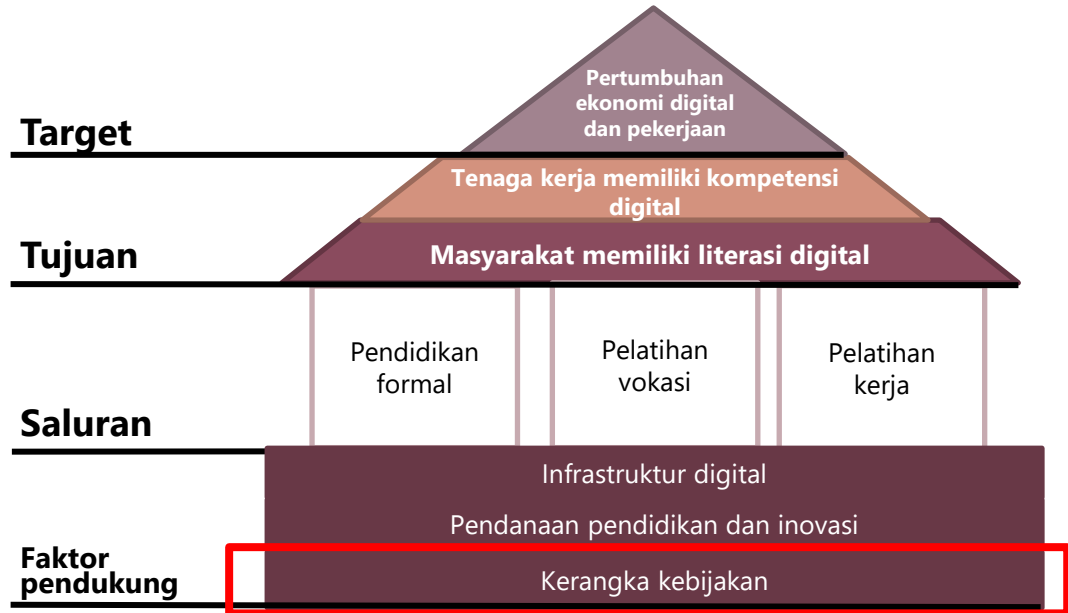 Pertumbuhan
ekonomi digital
dan pekerjaan
Target
Tenaga kerja memiliki kompetensi
digital
Tujuan
Masyarakat memiliki literasi digital
Pendidikan
formal
Pelatihan
vokasi
Pelatihan
kerja
Saluran
Infrastruktur digital
Pendanaan pendidikan dan inovasi
Faktor
pendukung
Kerangka kebijakan